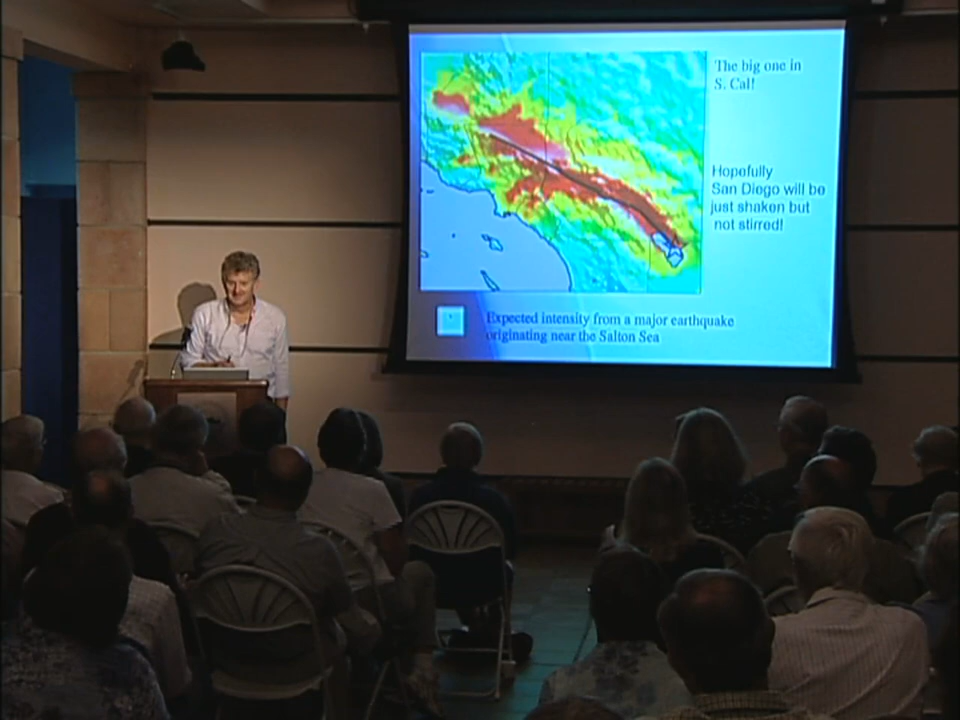 The big one in
S. Cal!
Hopefully
San Diego will be
just shaken but
not stirred!
Expected intensity from a major earthquake
originating near the Salton Sea